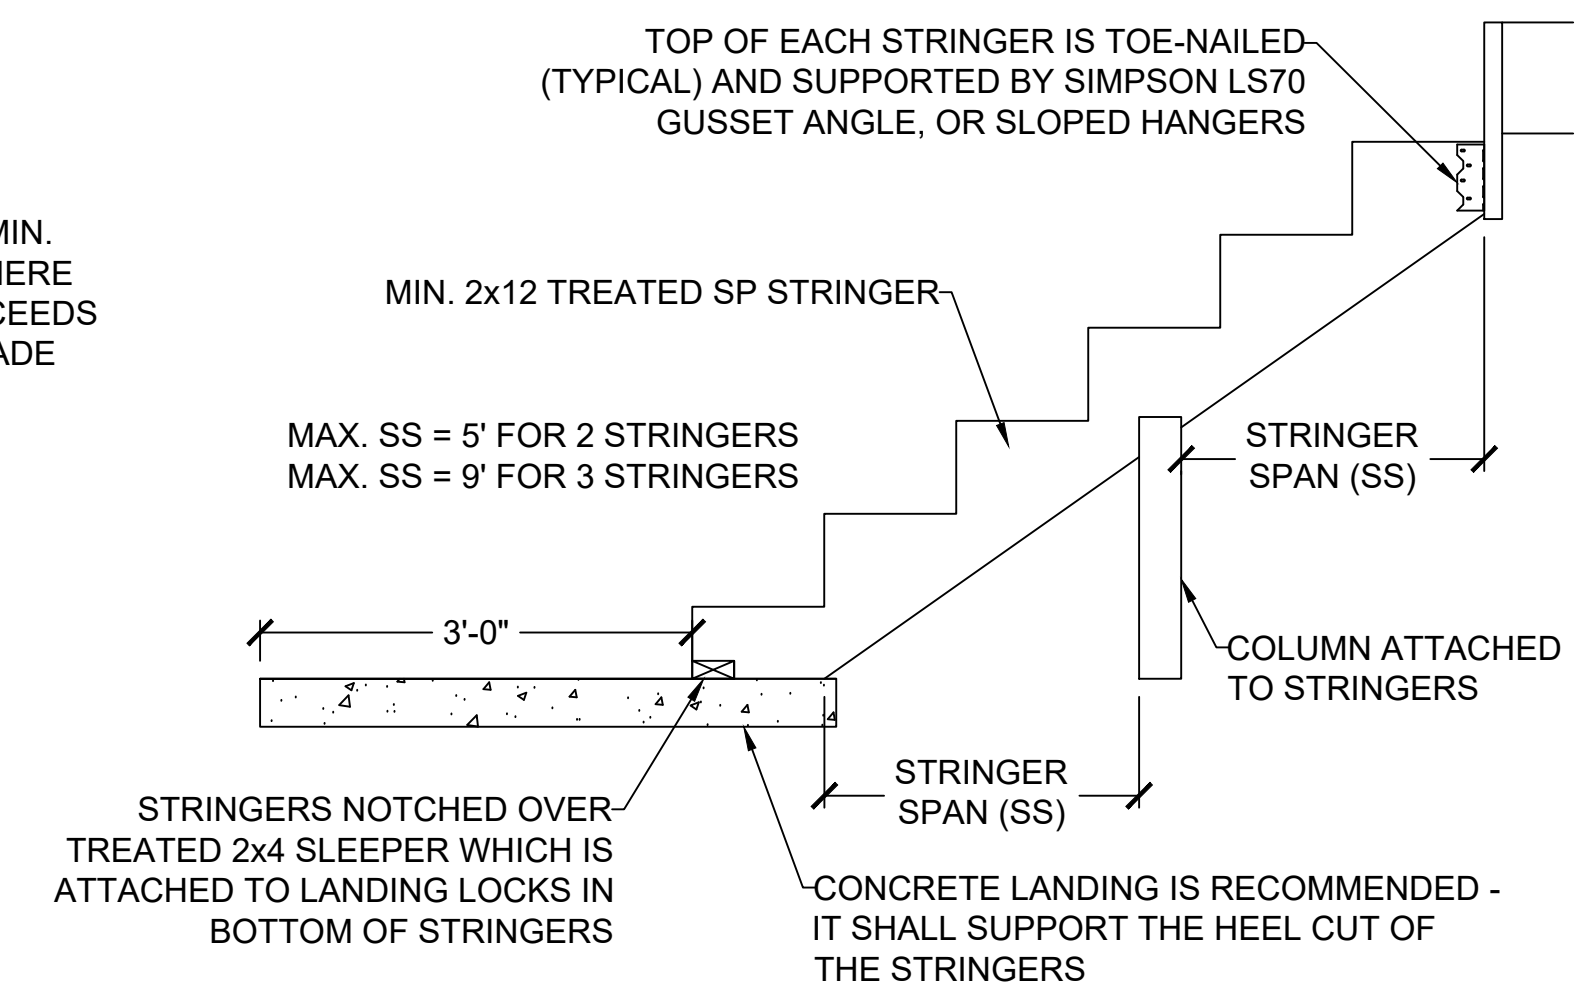 TOP OF EACH STRINGER IS TOE-NAILED
(TYPICAL) AND SUPPORTED BY SIMPSON LS70
GUSSET ANGLE, OR SLOPED HANGERS
MIN.
CEEDS
MIN. 2x12 TREATED SP STRINGER
MAX. SS = 5' FOR 2 STRINGERS
MAX. SS = 9' FOR 3 STRINGERS
STRINGER
SPAN (SS)
3'-0"
COLUMN ATTACHED
TO STRINGERS
STRINGER
SPAN (SS)
STRINGERS NOTCHED OVER
TREATED 2x4 SLEEPER WHICH IS
ATTACHED TO LANDING LOCKS IN
BOTTOM OF STRINGERS
CONCRETE LANDING IS RECOMMENDED -
IT SHALL SUPPORT THE HEEL CUT OF
THE STRINGERS